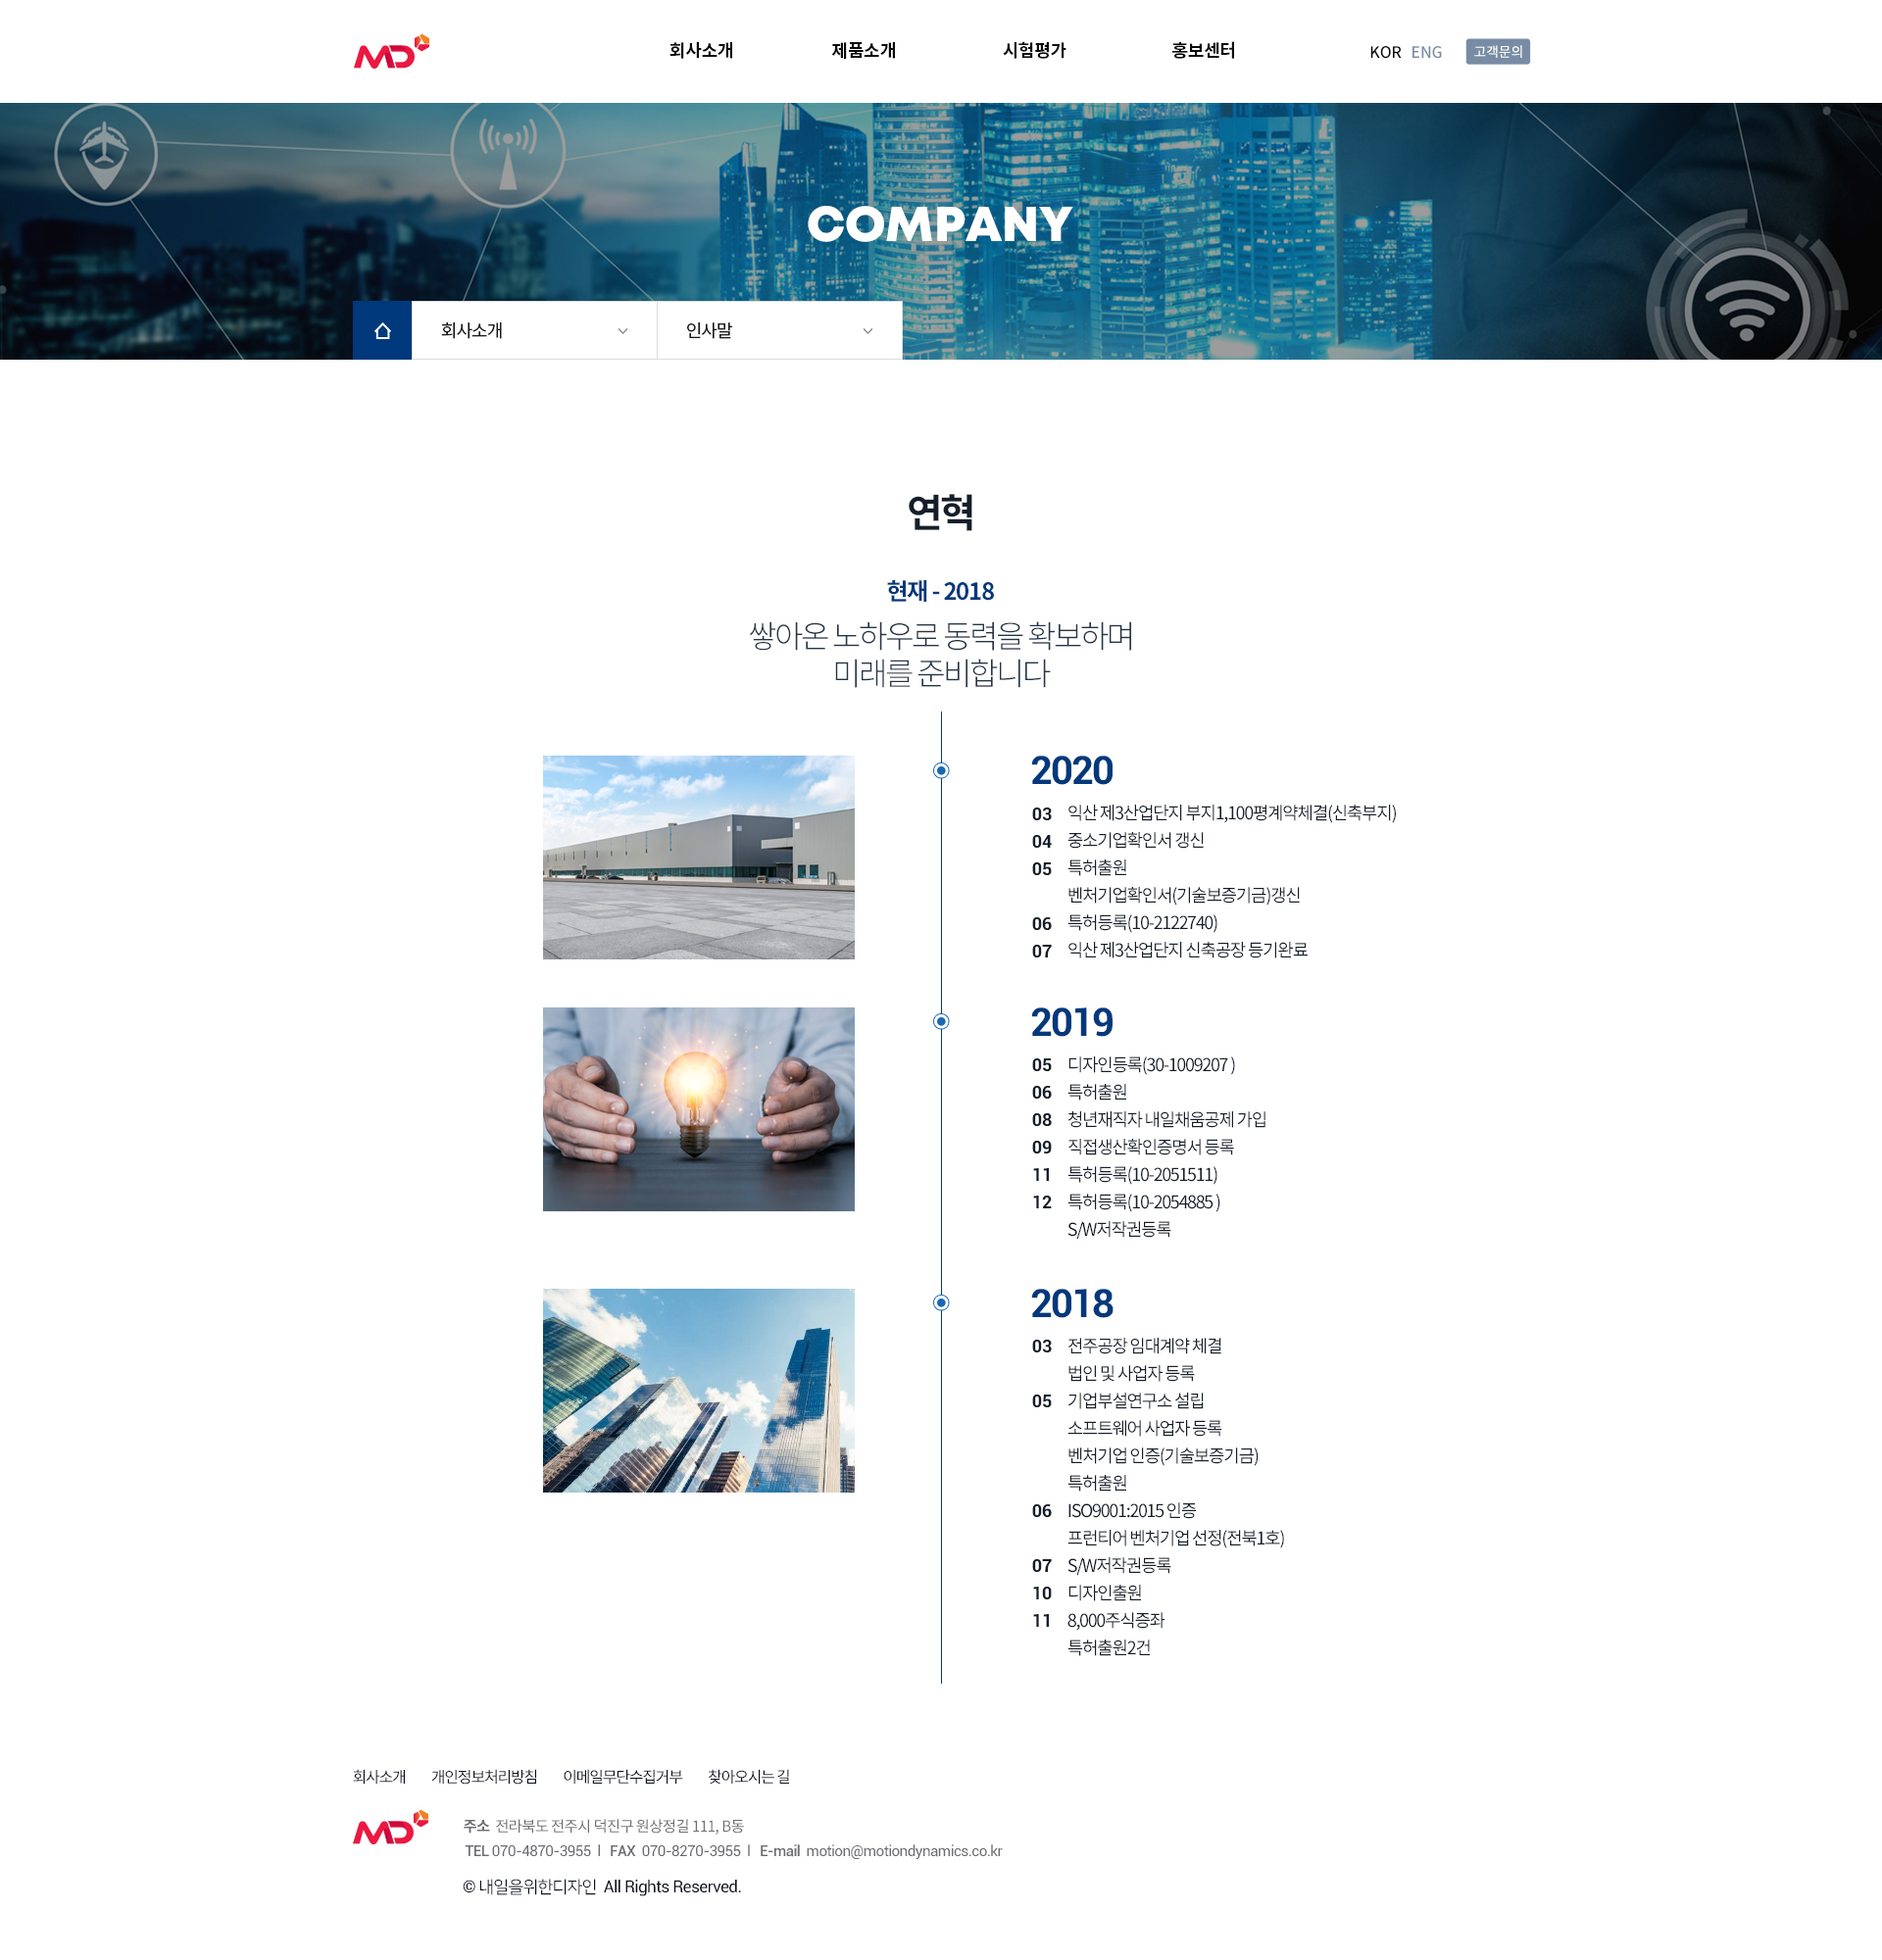 MD
회사소개
제품소개
시험평가
홍보센터
KOR ENG
고객문의
COMPANY
회사소개
인사말
연혁
현재 - 2018
쌓아온 노하우로 동력을 확보하며
미래를 준비합니다
2020
03 익산 제3산업단지 부지1,100평계약체결(신축부지)
04 중소기업확인서 갱신
05 특허출원
벤처기업확인서(기술보증기금)갱신
06 특허등록(10-2122740)
07 익산 제3산업단지 신축공장 등기완료
2019
05 디자인등록(30-1009207 )
06 특허출원
08 청년재직자 내일채움공제 가입
09 직접생산확인증명서 등록
11 특허등록(10-2051511)
12 특허등록(10-2054885 )
S/W저작권등록
2018
03 전주공장 임대계약 체결
법인 및 사업자 등록
05 기업부설연구소 설립
소프트웨어 사업자 등록
벤처기업 인증(기술보증기금)
특허출원
06 ISO9001:2015 인증
프런티어 벤처기업 선정(전북1호)
07 S/W저작권등록
10 디자인출원
11 8,000주식증좌
특허출원2건
회사소개 개인정보처리방침 이메일무단수집거부 찾아오시는 길
MD
주소 전라북도 전주시 덕진구 원상정길 111, B동
TEL 070-4870-3955 | FAX 070-8270-3955 | E-mail motion@motiondynamics.co.kr
© 내일을위한디자인 All Rights Reserved.